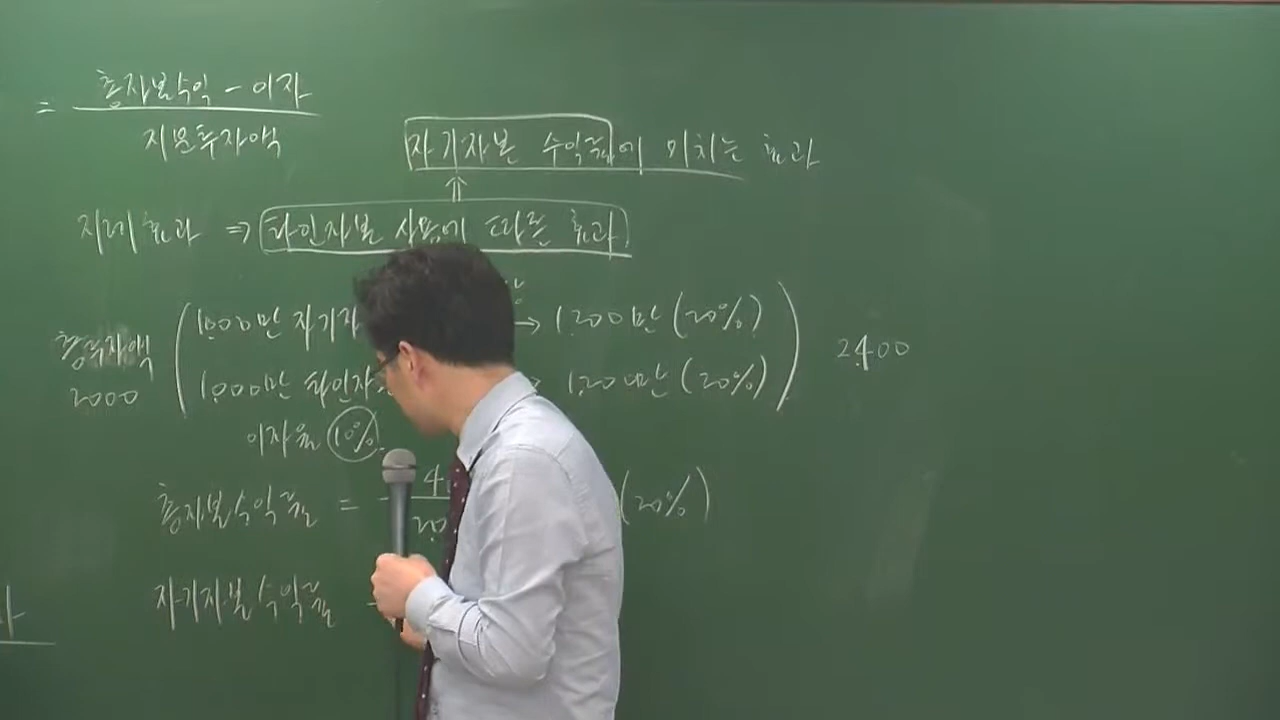 = 총자본수익 - 이자
지분투자액
자기자본 수익률에 미치는 효과
⇑
지레효과 ⇒ 타인자본 사용에 따른 효과
1,000만 자기자 → 1,200만 (20%)
총투자액 2400
1,000만 타인자 1,200만 (20%)
2000
이자율 10%
총자본수익률 = 4 (20%)
20
자기자본수익률